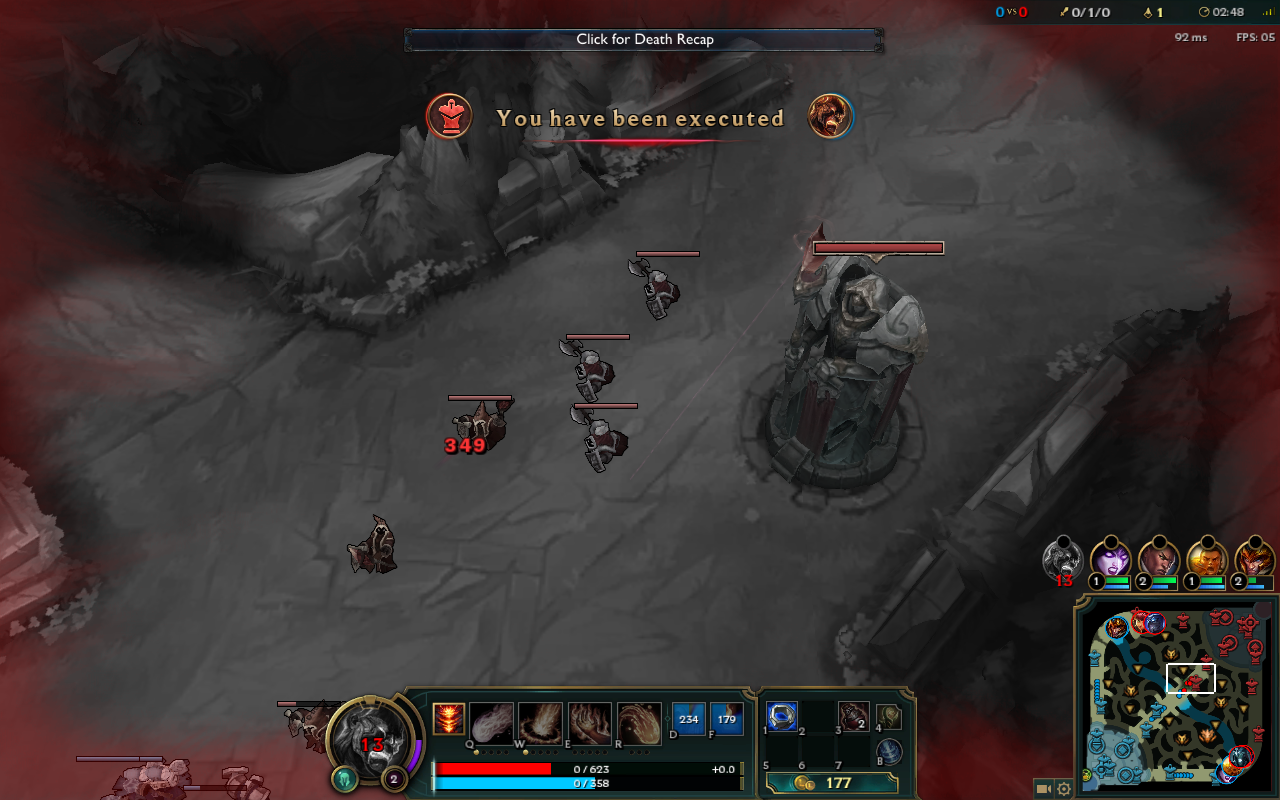 0 vs 0 0/1/0 1 02:48
92 ms FPS: 05
Click for Death Recap
You have been executed
349
13
1 2 1 2
13
2
Q W E R
234 D 179 F
0 / 623 +0.0
0 / 358
1 2 3 2 4
5 6 7 B
177